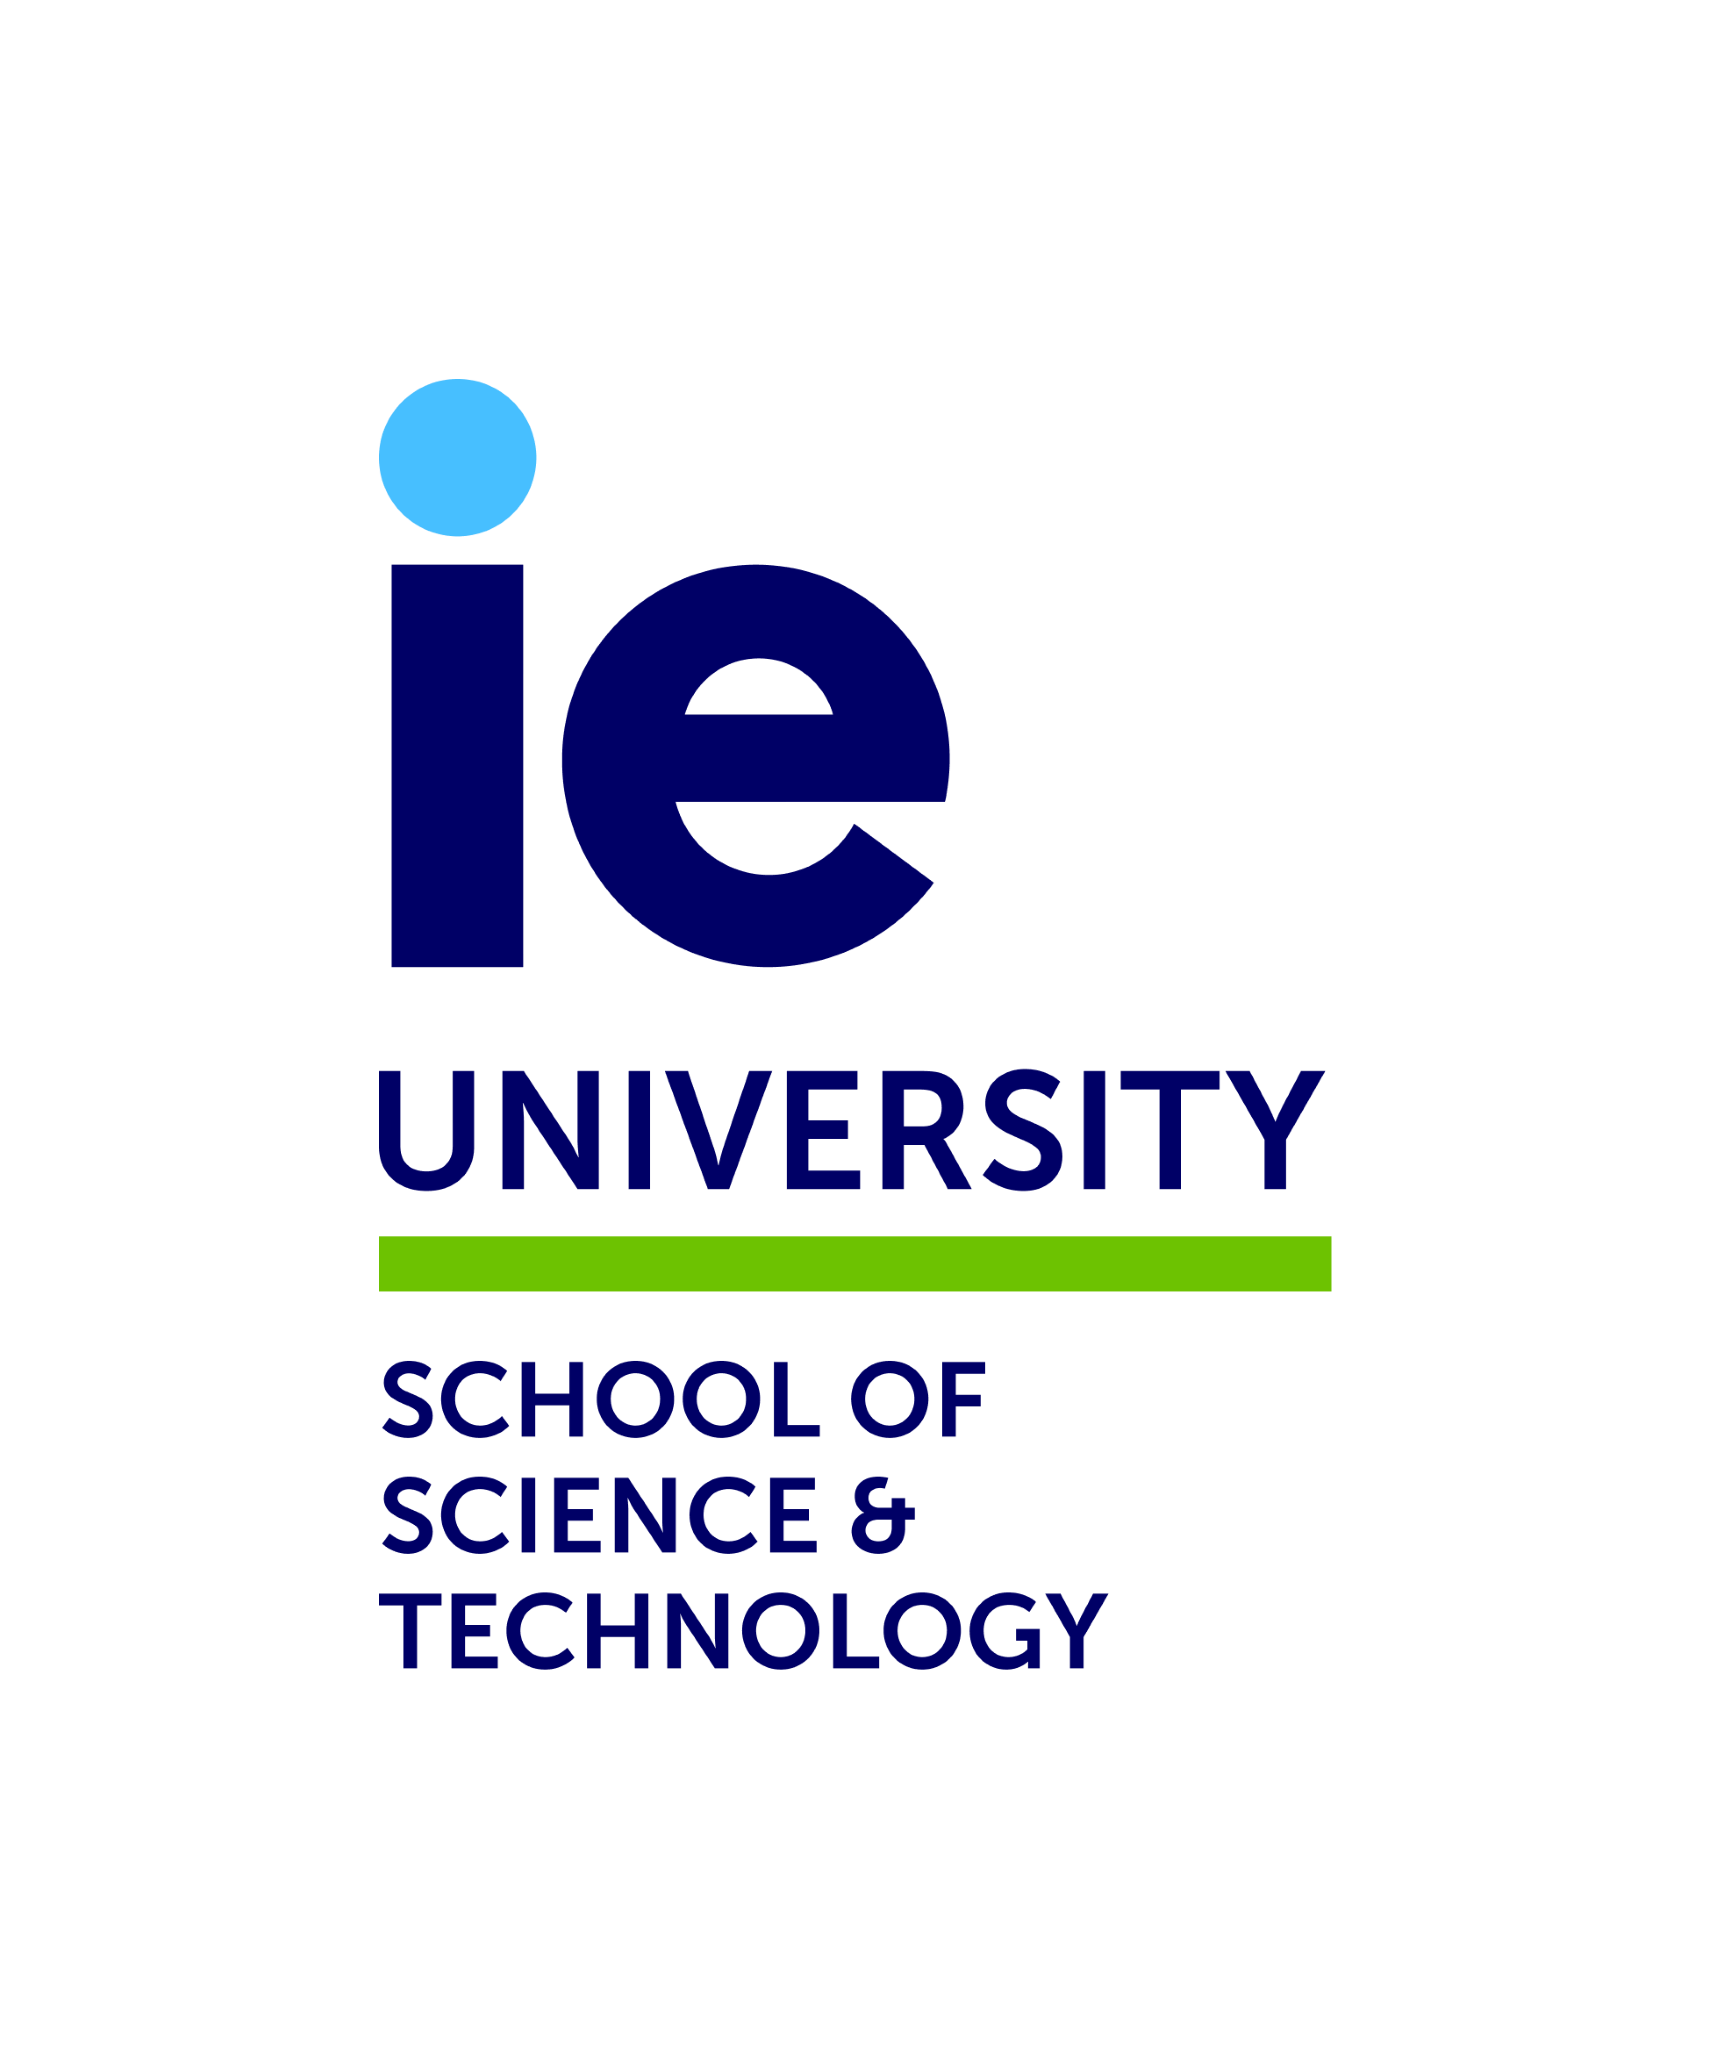 ie
UNIVERSITY
SCHOOL OF
SCIENCE &
TECHNOLOGY